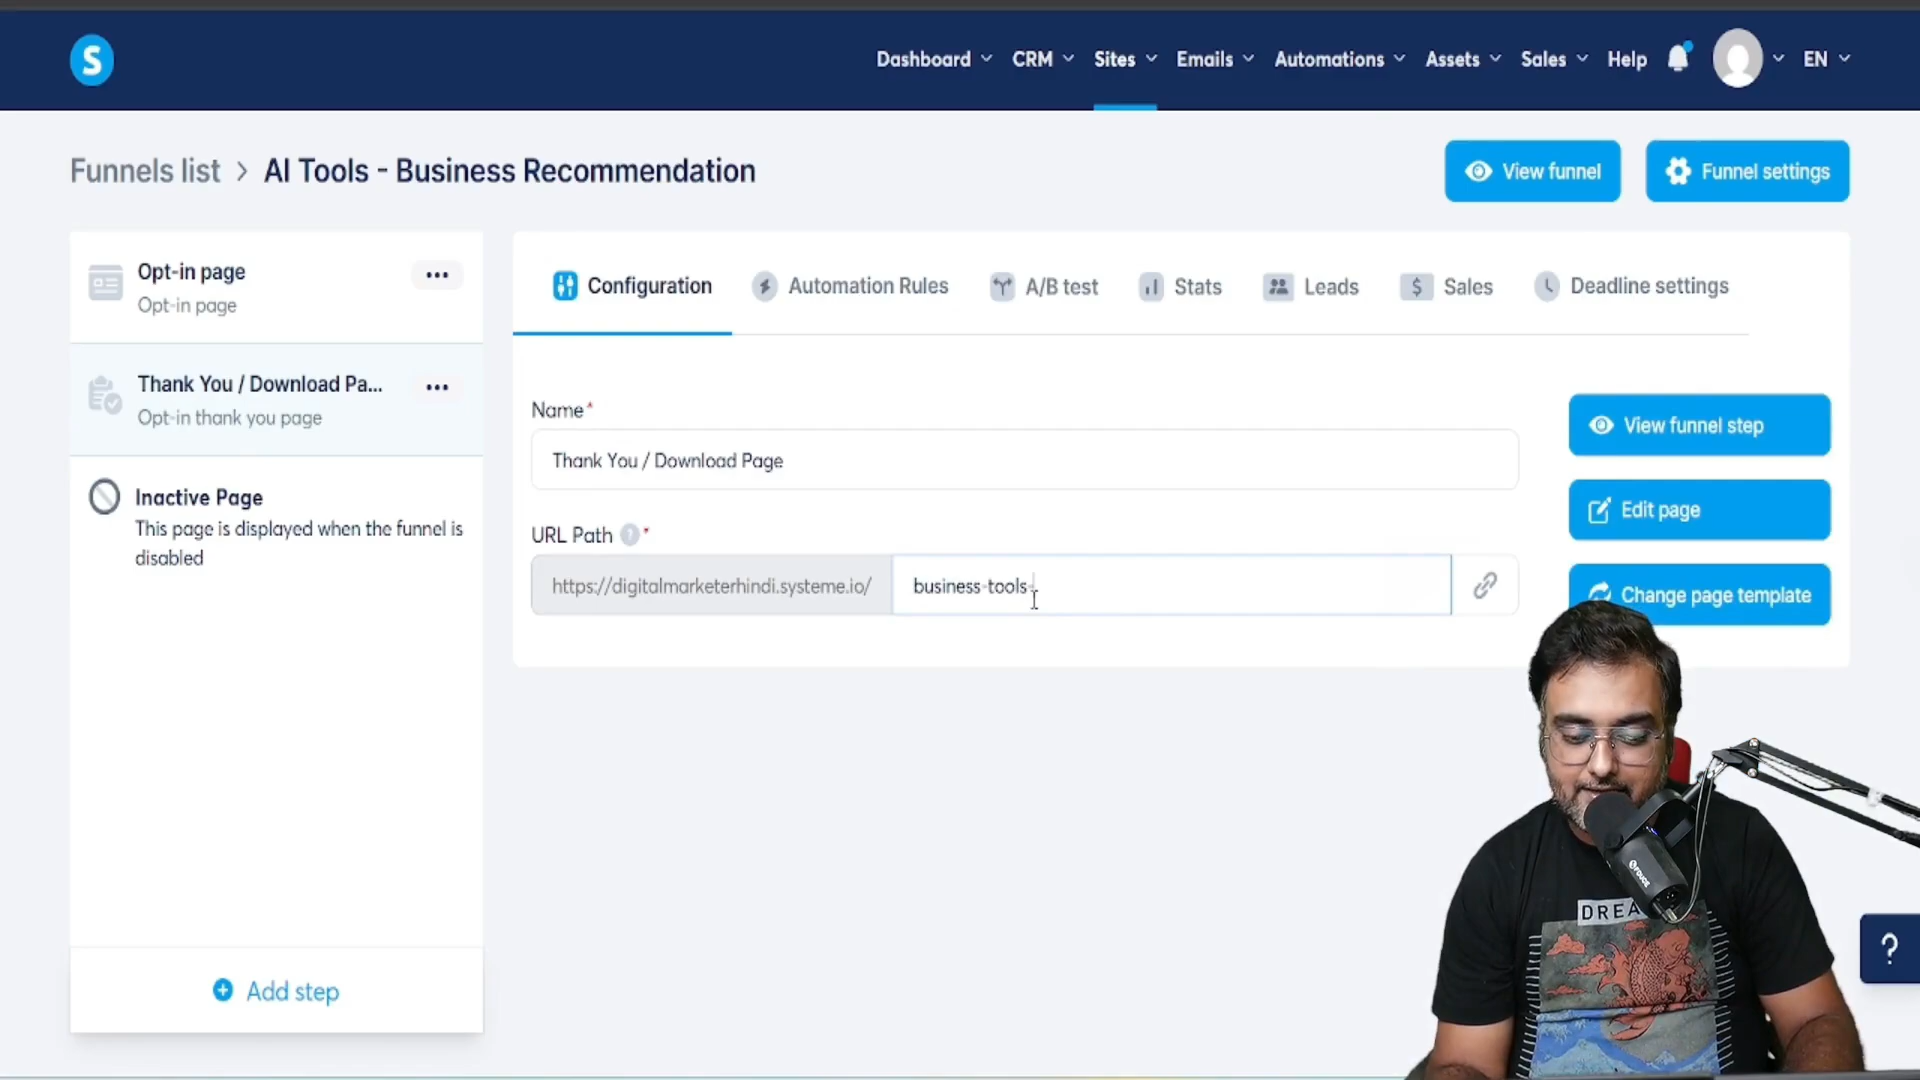 S
Dashboard CRM Sites Emails Automations Assets Sales Help EN
Funnels list > AI Tools - Business Recommendation
View funnel
Funnel settings
Opt-in page
Opt-in page
Thank You / Download Pa...
Opt-in thank you page
Inactive Page
This page is displayed when the funnel is
disabled
Add step
Configuration Automation Rules A/B test Stats Leads Sales Deadline settings
Name*
Thank You / Download Page
URL Path ? *
https://digitalmarketerhindi.systeme.io/ business-tools-
View funnel step
Edit page
Change page template
FDUCE
DREA
?